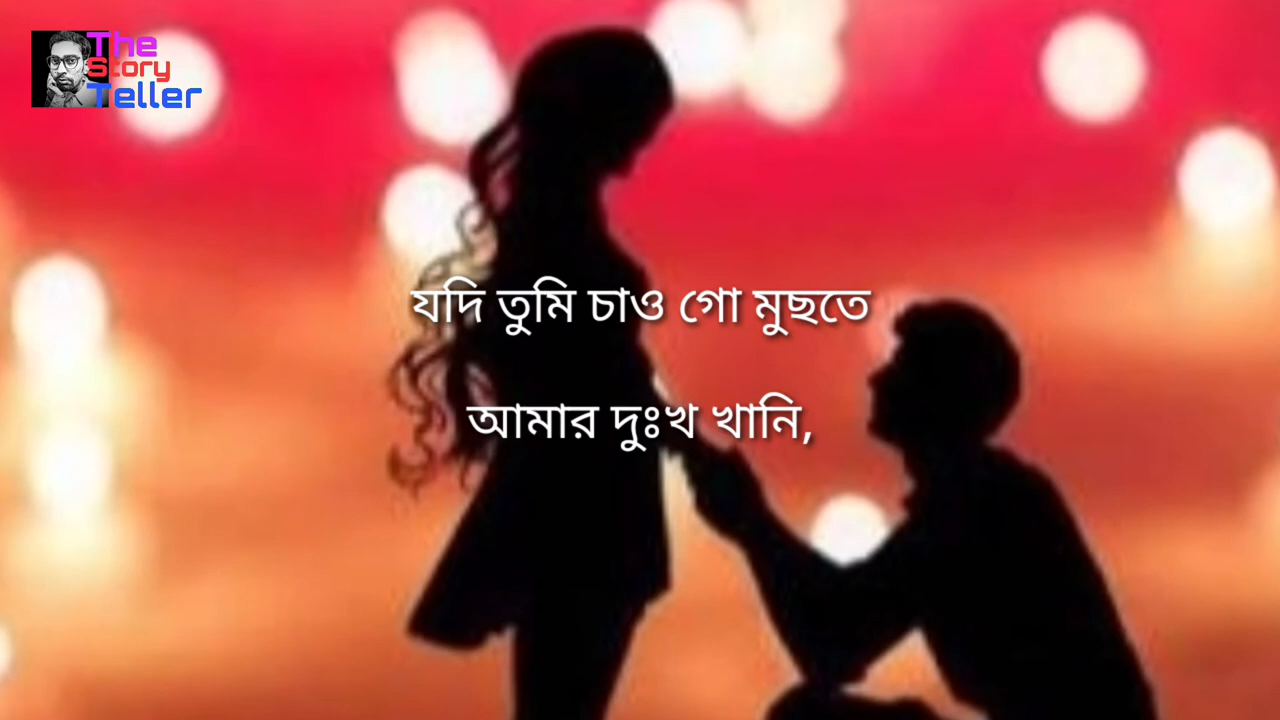 The
Story
Teller
যদি তুমি চাও গো মুছতে
আমার দুঃখ খানি,